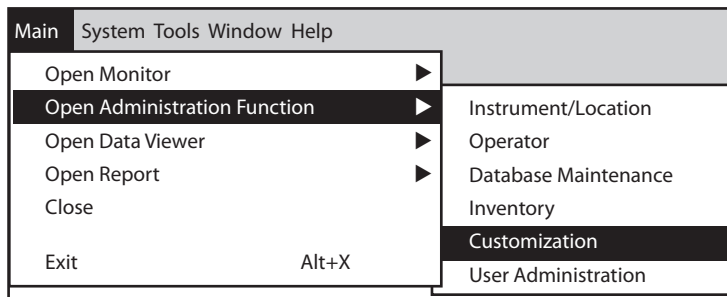 Main System Tools Window Help
Open Monitor
Open Administration Function
Open Data Viewer
Open Report
Close
Exit Alt+X
Instrument/Location
Operator
Database Maintenance
Inventory
Customization
User Administration